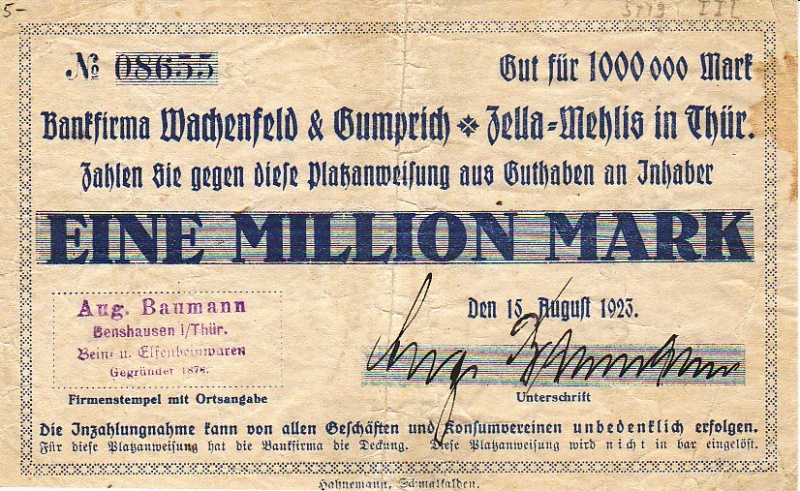 5-
№ 08655
Gut für 1000000 Mark
Bankfirma Wachenfeld & Gumprich ❖ Zella-Mehlis in Thür.
Zahlen Sie gegen diese Platzanweisung aus Guthaben an Inhaber
EINE MILLION MARK
Den 15. August 1923.
Aug. Baumann
Benshausen i/Thür.
Bein- u. Elfenbeinwaren
Gegründet 1878.
Aug. Baumann
Firmenstempel mit Ortsangabe
Unterschrift
Die Inzahlungnahme kann von allen Geschäften und Konsumvereinen unbedenklich erfolgen.
Für diese Platzanweisung hat die Bankfirma die Deckung. Diese Platzanweisung wird nicht in bar eingelöst.
Hahnemann, Schmalkalden.